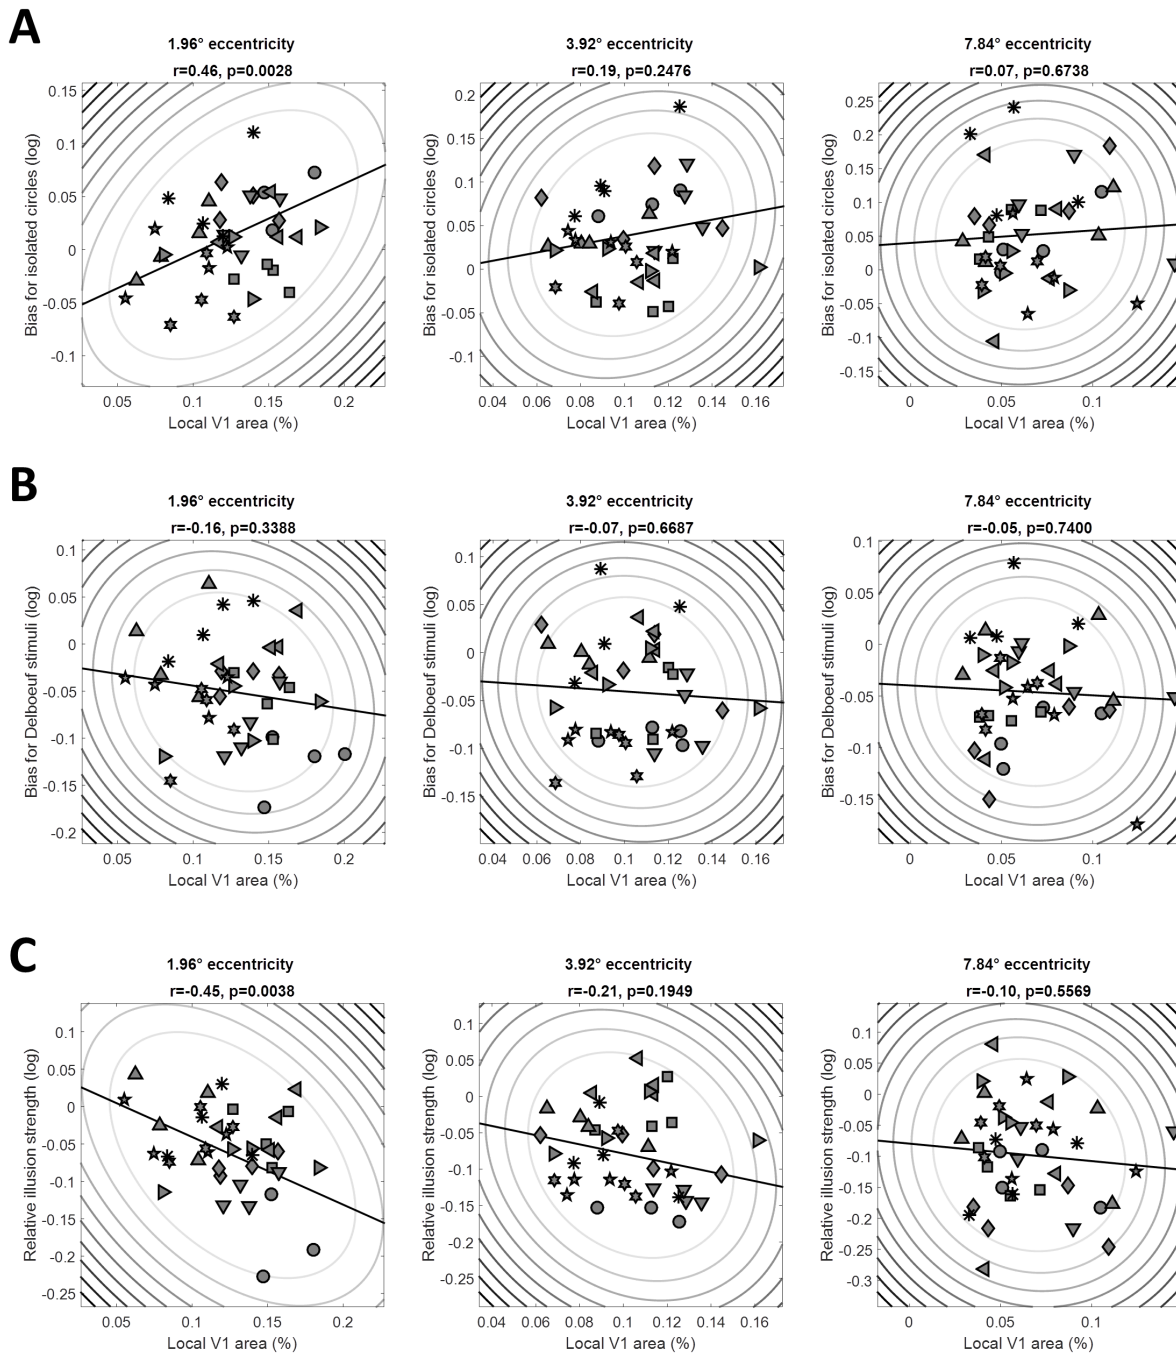 A
1.96° eccentricity
r=0.46, p=0.0028
0.15
0.1
0.05
0
-0.05
-0.1
Bias for isolated circles (log)
0.05 0.1 0.15 0.2
Local V1 area (%)
3.92° eccentricity
r=0.19, p=0.2476
0.2
0.15
0.1
0.05
0
-0.05
-0.1
Bias for isolated circles (log)
0.04 0.06 0.08 0.1 0.12 0.14 0.16
Local V1 area (%)
7.84° eccentricity
r=0.07, p=0.6738
0.25
0.2
0.15
0.1
0.05
0
-0.05
-0.1
-0.15
Bias for isolated circles (log)
0 0.05 0.1
Local V1 area (%)
B
1.96° eccentricity
r=-0.16, p=0.3388
0.1
0.05
0
-0.05
-0.1
-0.15
-0.2
Bias for Delboeuf stimuli (log)
0.05 0.1 0.15 0.2
Local V1 area (%)
3.92° eccentricity
r=-0.07, p=0.6687
0.1
0.05
0
-0.05
-0.1
-0.15
Bias for Delboeuf stimuli (log)
0.04 0.06 0.08 0.1 0.12 0.14 0.16
Local V1 area (%)
7.84° eccentricity
r=-0.05, p=0.7400
0.1
0.05
0
-0.05
-0.1
-0.15
Bias for Delboeuf stimuli (log)
0 0.05 0.1
Local V1 area (%)
C
1.96° eccentricity
r=-0.45, p=0.0038
0.1
0.05
0
-0.05
-0.1
-0.15
-0.2
-0.25
Relative illusion strength (log)
0.05 0.1 0.15 0.2
Local V1 area (%)
3.92° eccentricity
r=-0.21, p=0.1949
0.1
0.05
0
-0.05
-0.1
-0.15
-0.2
-0.25
Relative illusion strength (log)
0.04 0.06 0.08 0.1 0.12 0.14 0.16
Local V1 area (%)
7.84° eccentricity
r=-0.10, p=0.5569
0.1
0.05
0
-0.05
-0.1
-0.15
-0.2
-0.25
-0.3
Relative illusion strength (log)
0 0.05 0.1
Local V1 area (%)